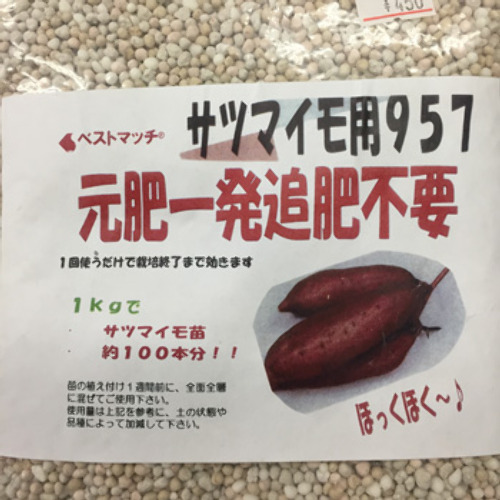 ¥450
ベストマッチ®
サツマイモ用957
元肥一発追肥不要
1回使うだけで栽培終了まで効きます
1kgで
・ サツマイモ苗
・ 約100本分！！
苗の植え付け1週間前に、全面全層
に混ぜてご使用下さい。
使用量は上記を参考に、土の状態や
品種によって加減して下さい。
ほっくほく～♪